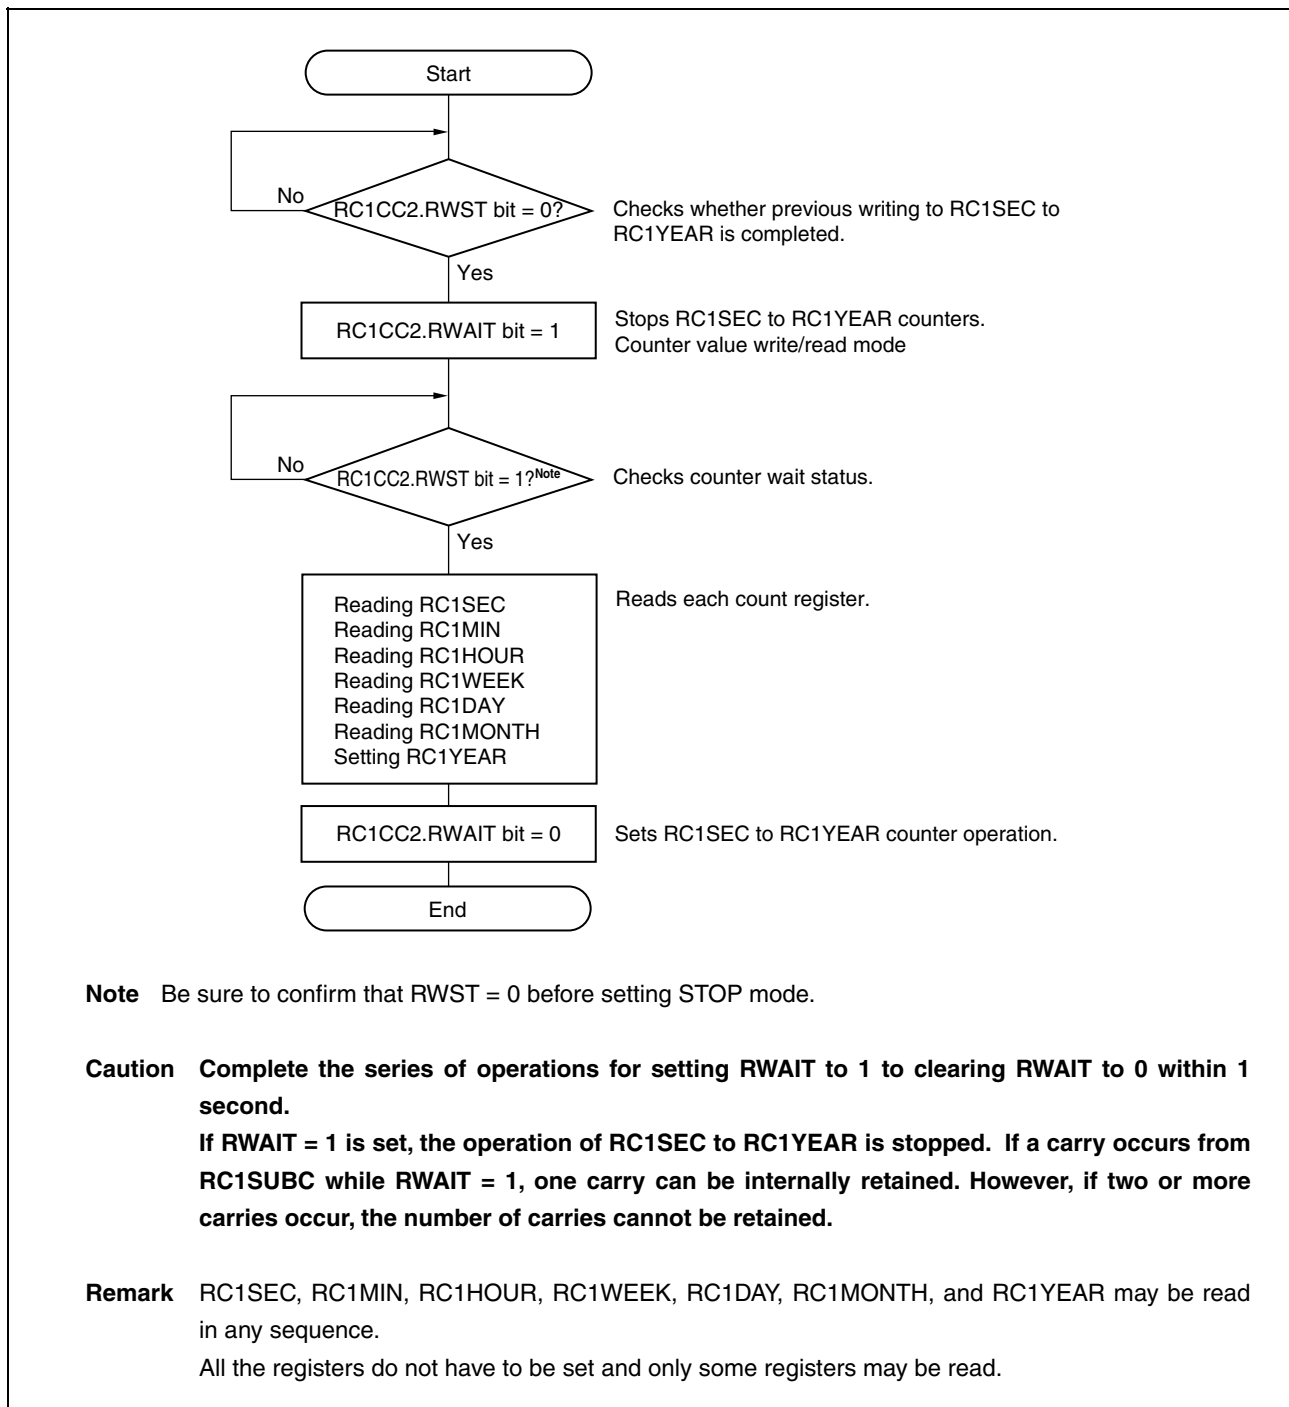 Start
No
RC1CC2.RWST bit = 0?
Checks whether previous writing to RC1SEC to
RC1YEAR is completed.
Yes
RC1CC2.RWAIT bit = 1
Stops RC1SEC to RC1YEAR counters.
Counter value write/read mode
No
RC1CC2.RWST bit = 1?Note
Checks counter wait status.
Yes
Reading RC1SEC
Reading RC1MIN
Reading RC1HOUR
Reading RC1WEEK
Reading RC1DAY
Reading RC1MONTH
Setting RC1YEAR
Reads each count register.
RC1CC2.RWAIT bit = 0
Sets RC1SEC to RC1YEAR counter operation.
End
Note Be sure to confirm that RWST = 0 before setting STOP mode.
Caution Complete the series of operations for setting RWAIT to 1 to clearing RWAIT to 0 within 1
second.
If RWAIT = 1 is set, the operation of RC1SEC to RC1YEAR is stopped. If a carry occurs from
RC1SUBC while RWAIT = 1, one carry can be internally retained. However, if two or more
carries occur, the number of carries cannot be retained.
Remark RC1SEC, RC1MIN, RC1HOUR, RC1WEEK, RC1DAY, RC1MONTH, and RC1YEAR may be read
in any sequence.
All the registers do not have to be set and only some registers may be read.